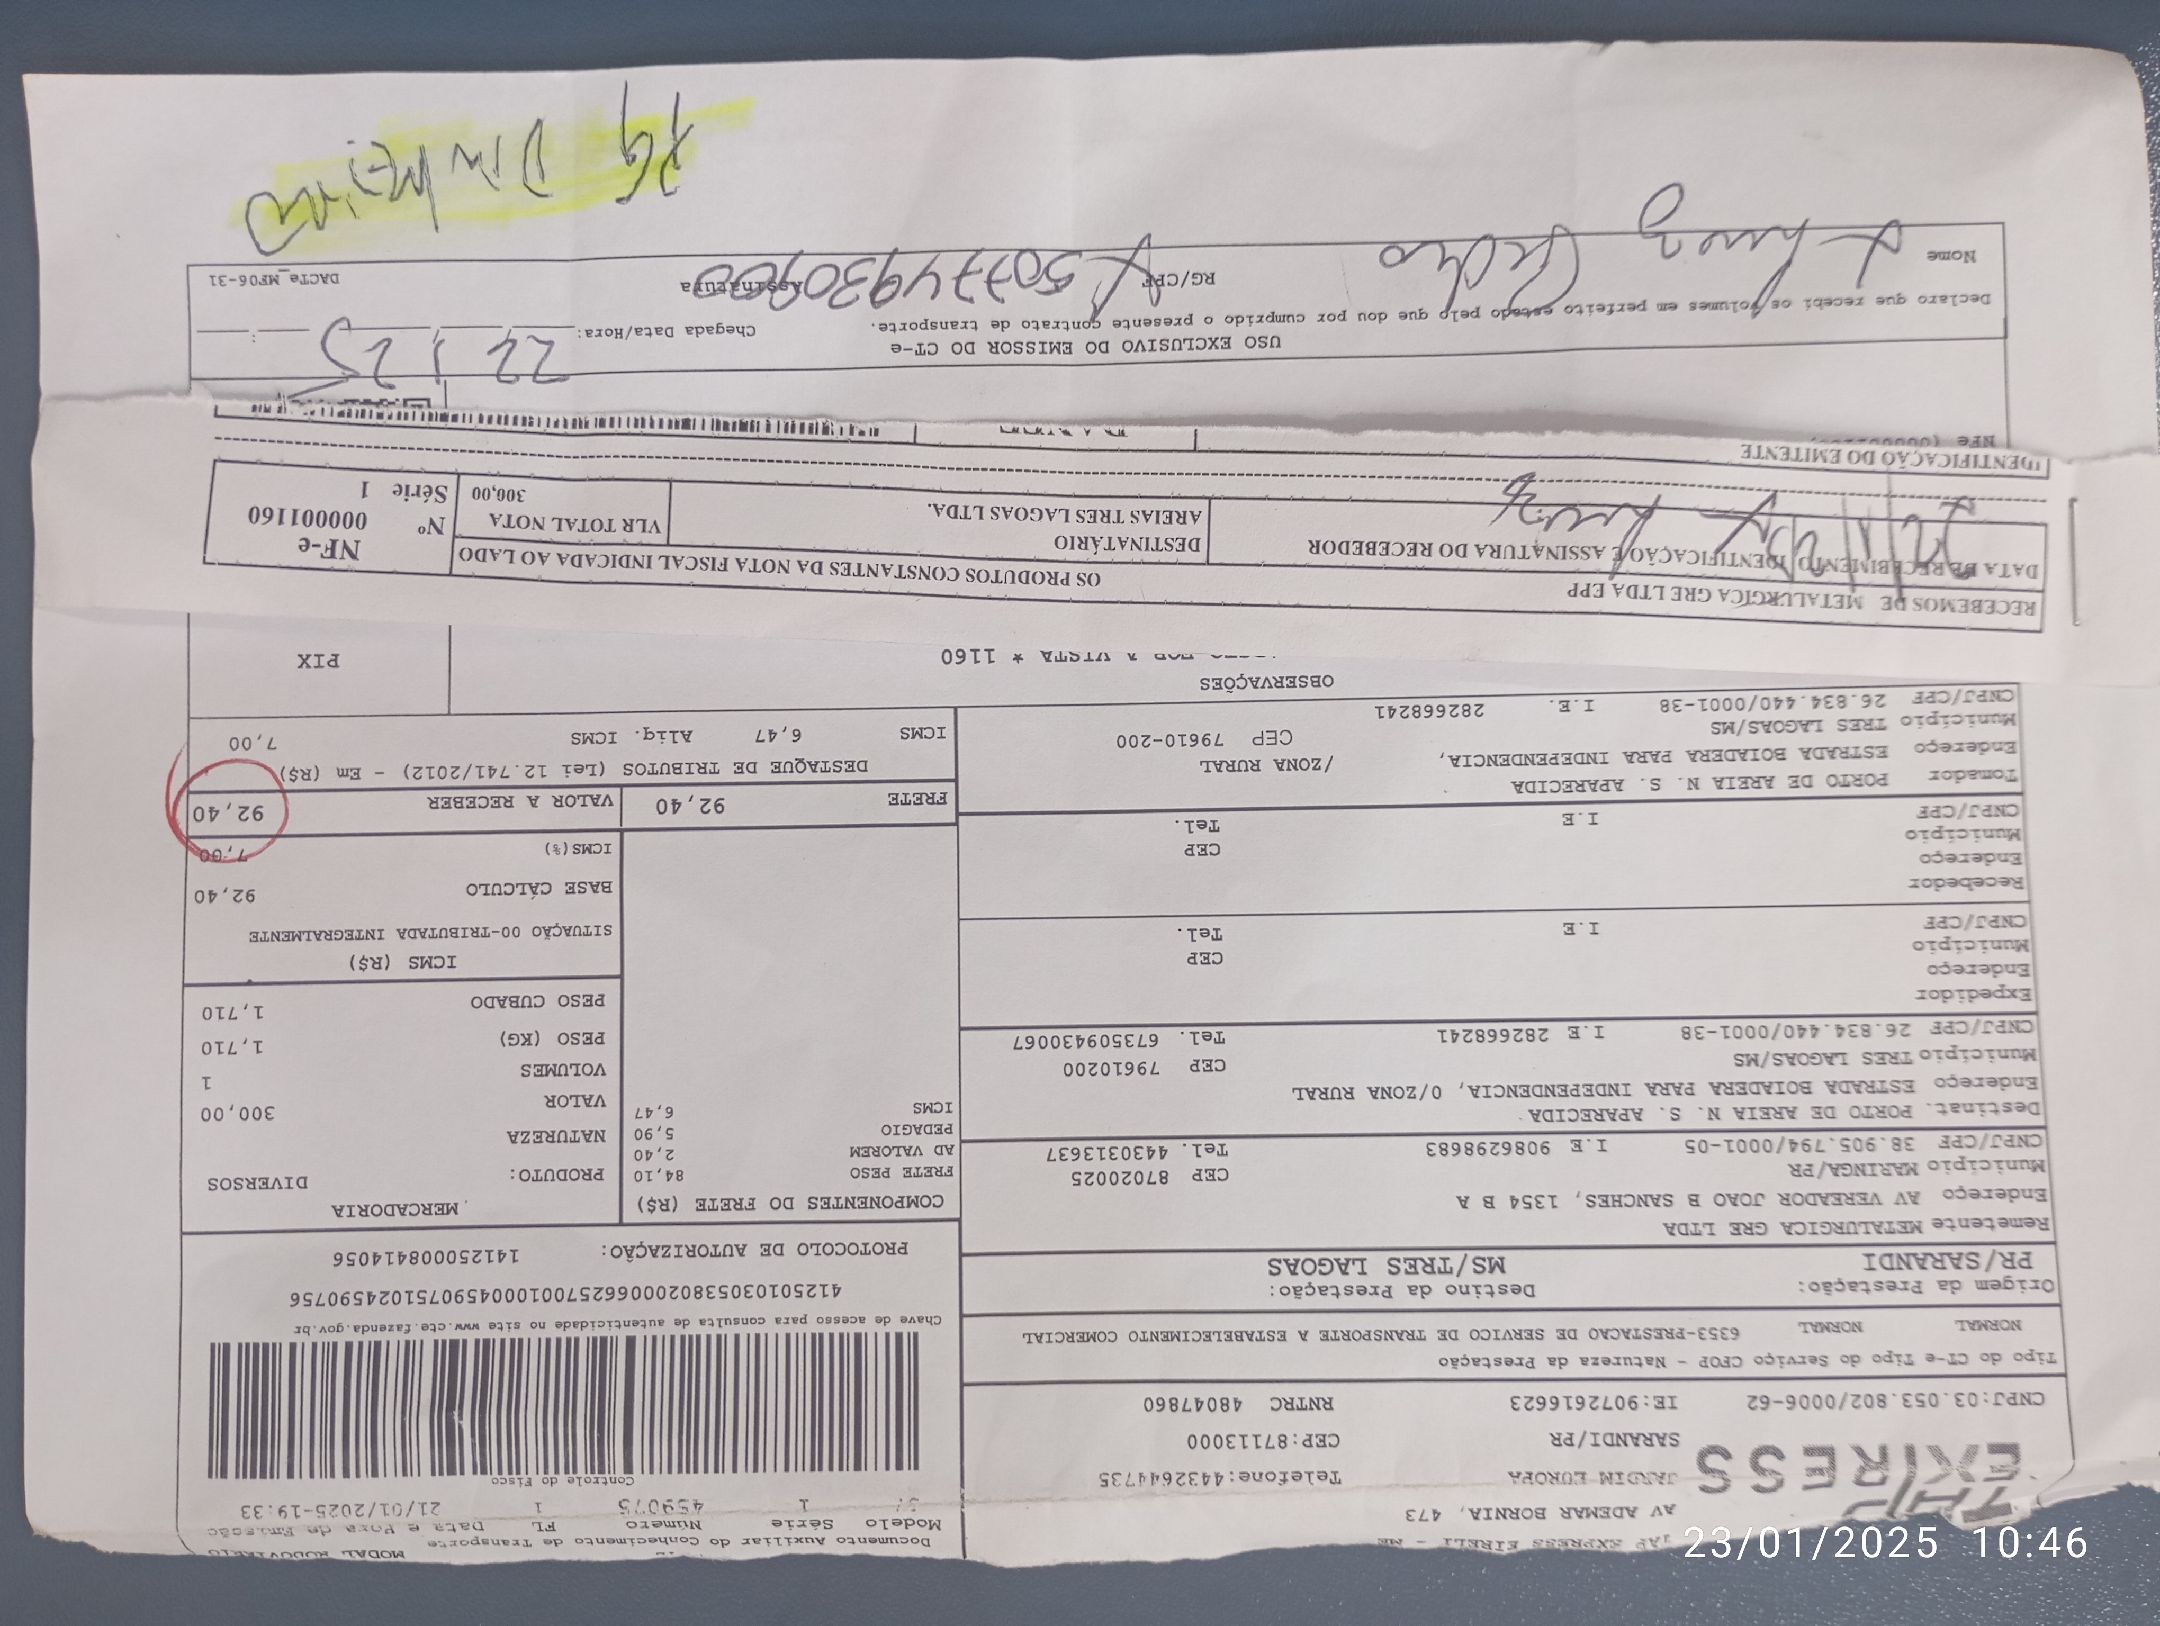 Documento Auxiliar do Conhecimento de Transporte
MODAL RODOVIÁRIO
Modelo Série Número FL Data e Hora de Emissão
57 1 459075 1 21/01/2025-19:33
Controle do Fisco
JAP EXPRESS EIRELI - ME
AV ADEMAR BORNIA, 473
JARDIM EUROPA Telefone:4432644735
SARANDI/PR CEP:87113000
CNPJ:03.053.802/0006-62 IE:9072616623 RNTRC 48047860
EXPRESS
Tipo do CT-e Tipo do Serviço CFOP - Natureza da Prestação
NORMAL NORMAL 6353-PRESTACAO DE SERVICO DE TRANSPORTE A ESTABELECIMENTO COMERCIAL
Chave de acesso para consulta de autenticidade no site www.cte.fazenda.gov.br
41250103053802000662570010004590751024590756
PROTOCOLO DE AUTORIZAÇÃO: 141250008414056
Origem da Prestação: Destino da Prestação:
PR/SARANDI MS/TRES LAGOAS
Remetente METALURGICA GRE LTDA
Endereço AV VEREADOR JOAO B SANCHES, 1354 B A
Município MARINGA/PR CEP 87020025
CNPJ/CPF 38.905.794/0001-05 I.E 9086298683 Tel. 4430313637
Destinat. PORTO DE AREIA N. S. APARECIDA
Endereço ESTRADA BOIADERA PARA INDEPENDENCIA, 0/ZONA RURAL
Município TRES LAGOAS/MS CEP 79610200
CNPJ/CPF 26.834.440/0001-38 I.E 282668241 Tel. 67350943067
Expedidor
Endereço
Município CEP
CNPJ/CPF I.E Tel.
Recebedor
Endereço
Município CEP
CNPJ/CPF I.E Tel.
Tomador PORTO DE AREIA N. S. APARECIDA
Endereço ESTRADA BOIADERA PARA INDEPENDENCIA, /ZONA RURAL
Município TRES LAGOAS/MS CEP 79610-200
CNPJ/CPF 26.834.440/0001-38 I.E. 282668241
COMPONENTES DO FRETE (R$)
FRETE PESO 84,10
AD VALOREM 2,40
PEDAGIO 5,90
ICMS 6,47
MERCADORIA
PRODUTO: DIVERSOS
NATUREZA
VALOR 300,00
VOLUMES 1
PESO (KG) 1,710
PESO CUBADO 1,710
ICMS (R$)
SITUAÇÃO 00-TRIBUTADA INTEGRALMENTE
BASE CÁLCULO 92,40
ICMS(%) 7,00
FRETE 92,40 VALOR A RECEBER 92,40
DESTAQUE DE TRIBUTOS (Lei 12.741/2012) - Em (R$)
ICMS 6,47 Aliq. ICMS 7,00
OBSERVAÇÕES
A VISTA * 1160
PIX
RECEBEMOS DE METALURGICA GRE LTDA EPP
OS PRODUTOS CONSTANTES DA NOTA FISCAL INDICADA AO LADO
DATA DE RECEBIMENTO IDENTIFICAÇÃO E ASSINATURA DO RECEBEDOR
DESTINATÁRIO
AREIAS TRES LAGOAS LTDA.
VLR TOTAL NOTA
300,00
NF-e
Nº 000001160
Série 1
IDENTIFICAÇÃO DO EMITENTE
NFe
USO EXCLUSIVO DO EMISSOR DO CT-e
Declaro que recebi os volumes em perfeito estado pelo que dou por cumprido o presente contrato de transporte.
Chegada Data/Hora: 22 1 25
Nome RG/CPF Assinatura
DACTe_MF06-31
PG
23/01/2025 10:46